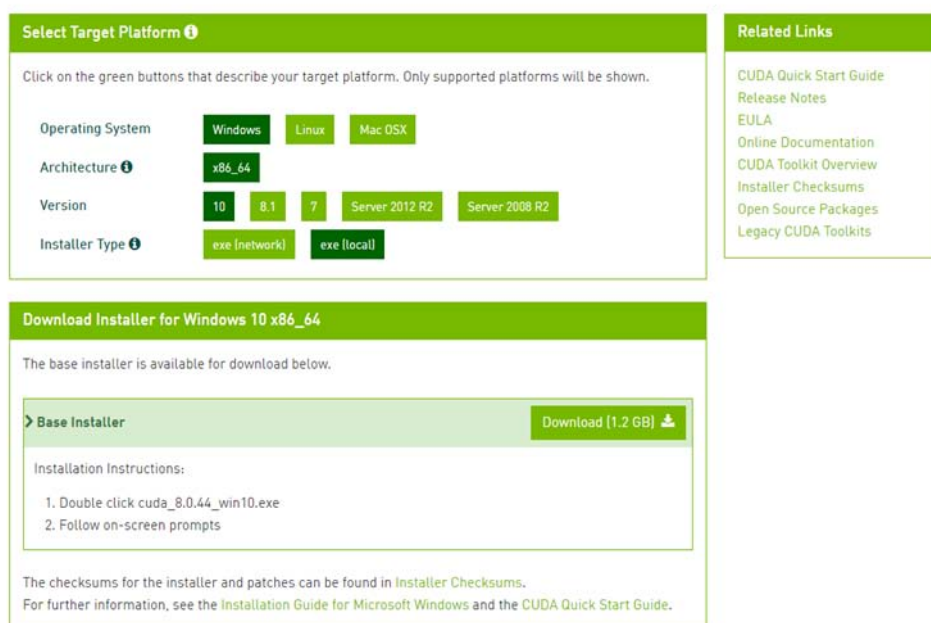 Select Target Platform
Click on the green buttons that describe your target platform. Only supported platforms will be shown.
Operating System Windows Linux Mac OSX
Architecture x86_64
Version 10 8.1 7 Server 2012 R2 Server 2008 R2
Installer Type exe (network) exe (local)
Related Links
CUDA Quick Start Guide
Release Notes
EULA
Online Documentation
CUDA Toolkit Overview
Installer Checksums
Open Source Packages
Legacy CUDA Toolkits
Download Installer for Windows 10 x86_64
The base installer is available for download below.
Base Installer Download (1.2 GB)
Installation Instructions:
1. Double click cuda_8.0.44_win10.exe
2. Follow on-screen prompts
The checksums for the installer and patches can be found in Installer Checksums.
For further information, see the Installation Guide for Microsoft Windows and the CUDA Quick Start Guide.